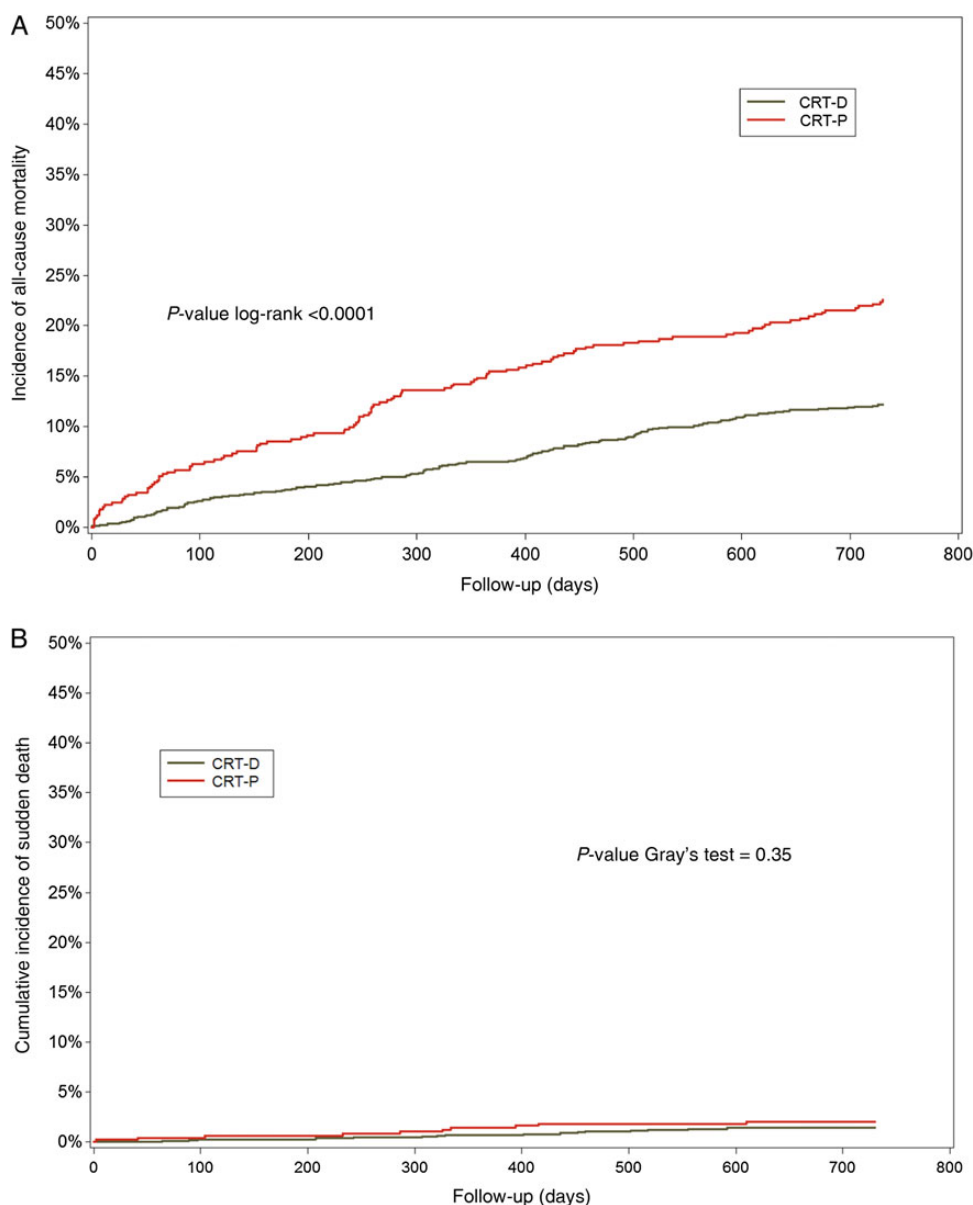 A
50%
45%
40%
35%
30%
25%
20%
15%
10%
5%
0%
Incidence of all-cause mortality
CRT-D
CRT-P
P-value log-rank <0.0001
0 100 200 300 400 500 600 700 800
Follow-up (days)
B
50%
45%
40%
35%
30%
25%
20%
15%
10%
5%
0%
Cumulative incidence of sudden death
CRT-D
CRT-P
P-value Gray's test = 0.35
0 100 200 300 400 500 600 700 800
Follow-up (days)